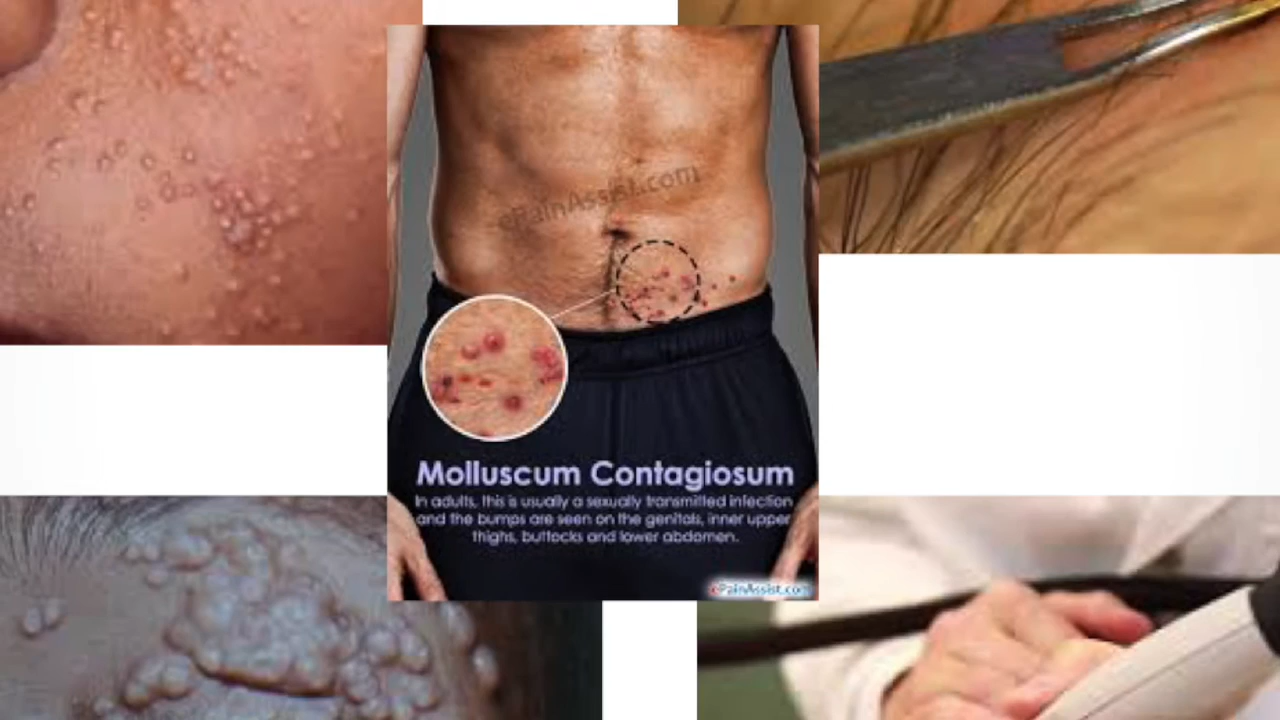 ePainAssist.com
Molluscum Contagiosum
In adults, this is usually a sexually transmitted infection
and the bumps are seen on the genitals, inner upper
thighs, buttocks and lower abdomen.
ePainAssist.com